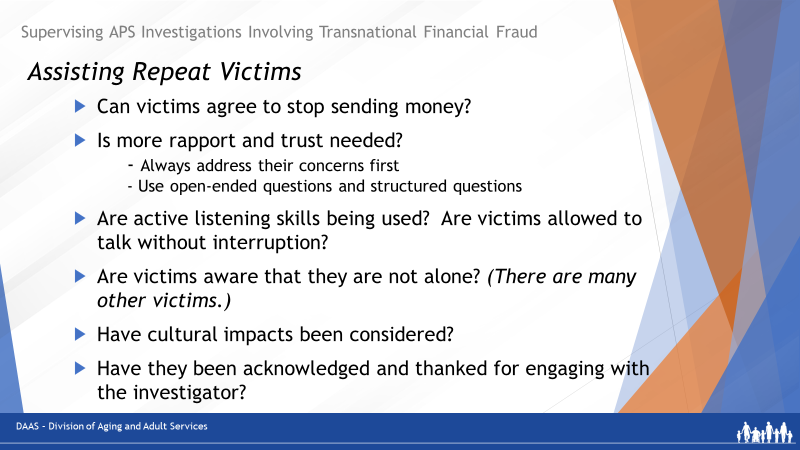 Supervising APS Investigations Involving Transnational Financial Fraud
Assisting Repeat Victims
Can victims agree to stop sending money?
Is more rapport and trust needed?
- Always address their concerns first
- Use open-ended questions and structured questions
Are active listening skills being used?  Are victims allowed to
talk without interruption?
Are victims aware that they are not alone? (There are many
other victims.)
Have cultural impacts been considered?
Have they been acknowledged and thanked for engaging with
the investigator?
DAAS – Division of Aging and Adult Services